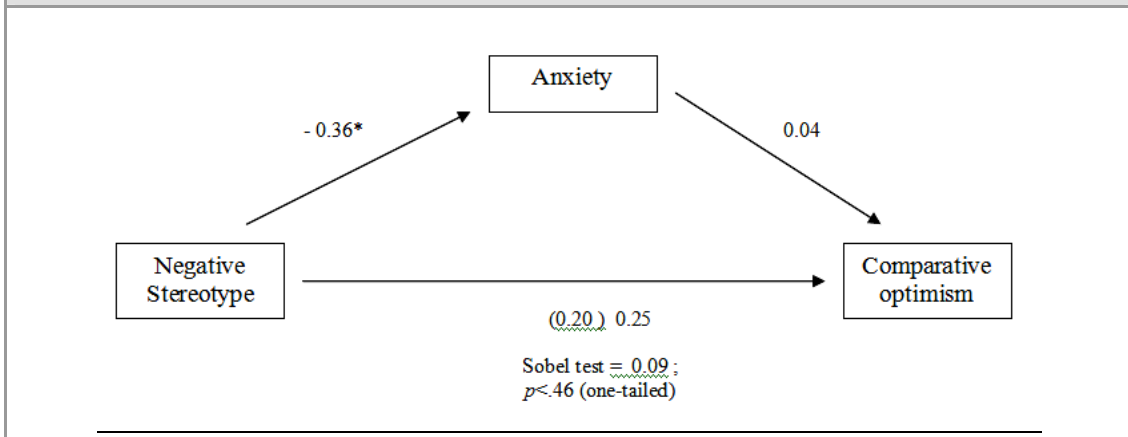 Anxiety
- 0.36*
0.04
Negative
Stereotype
Comparative
optimism
(0.20 ) 0.25
Sobel test = 0.09 ;
p<.46 (one-tailed)